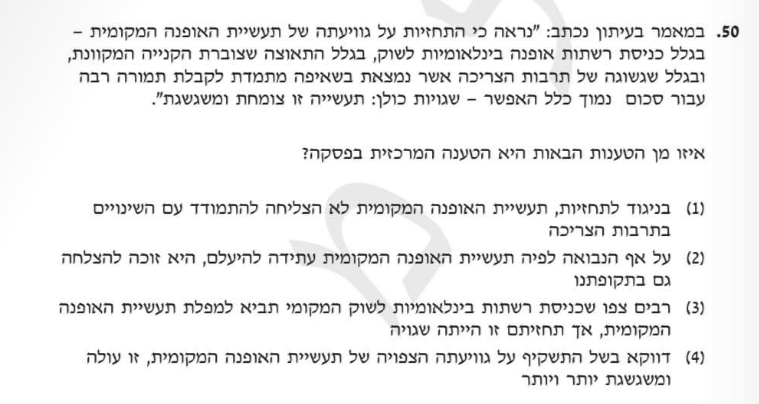 50. במאמר בעיתון נכתב: "נראה כי התחזיות על גוויעתה של תעשיית האופנה המקומית –
בגלל כניסת רשתות אופנה בינלאומיות לשוק, בגלל התאוצה שצוברת הקנייה המקוונת,
ובגלל שגשוגה של תרבות הצריכה אשר נמצאת בשאיפה מתמדת לקבלת תמורה רבה
עבור סכום נמוך ככל האפשר – שגויות כולן: תעשייה זו צומחת ומשגשגת".
איזו מן הטענות הבאות היא הטענה המרכזית בפסקה?
(1) בניגוד לתחזיות, תעשיית האופנה המקומית לא הצליחה להתמודד עם השינויים
בתרבות הצריכה
(2) על אף הנבואה לפיה תעשיית האופנה המקומית עתידה להיעלם, היא זוכה להצלחה
גם בתקופתנו
(3) רבים צפו שכניסת רשתות בינלאומיות לשוק המקומי תביא למפלת תעשיית האופנה
המקומית, אך תחזיתם זו הייתה שגויה
(4) דווקא בשל התשקיף על גוויעתה הצפויה של תעשיית האופנה המקומית, זו עולה
ומשגשגת יותר ויותר